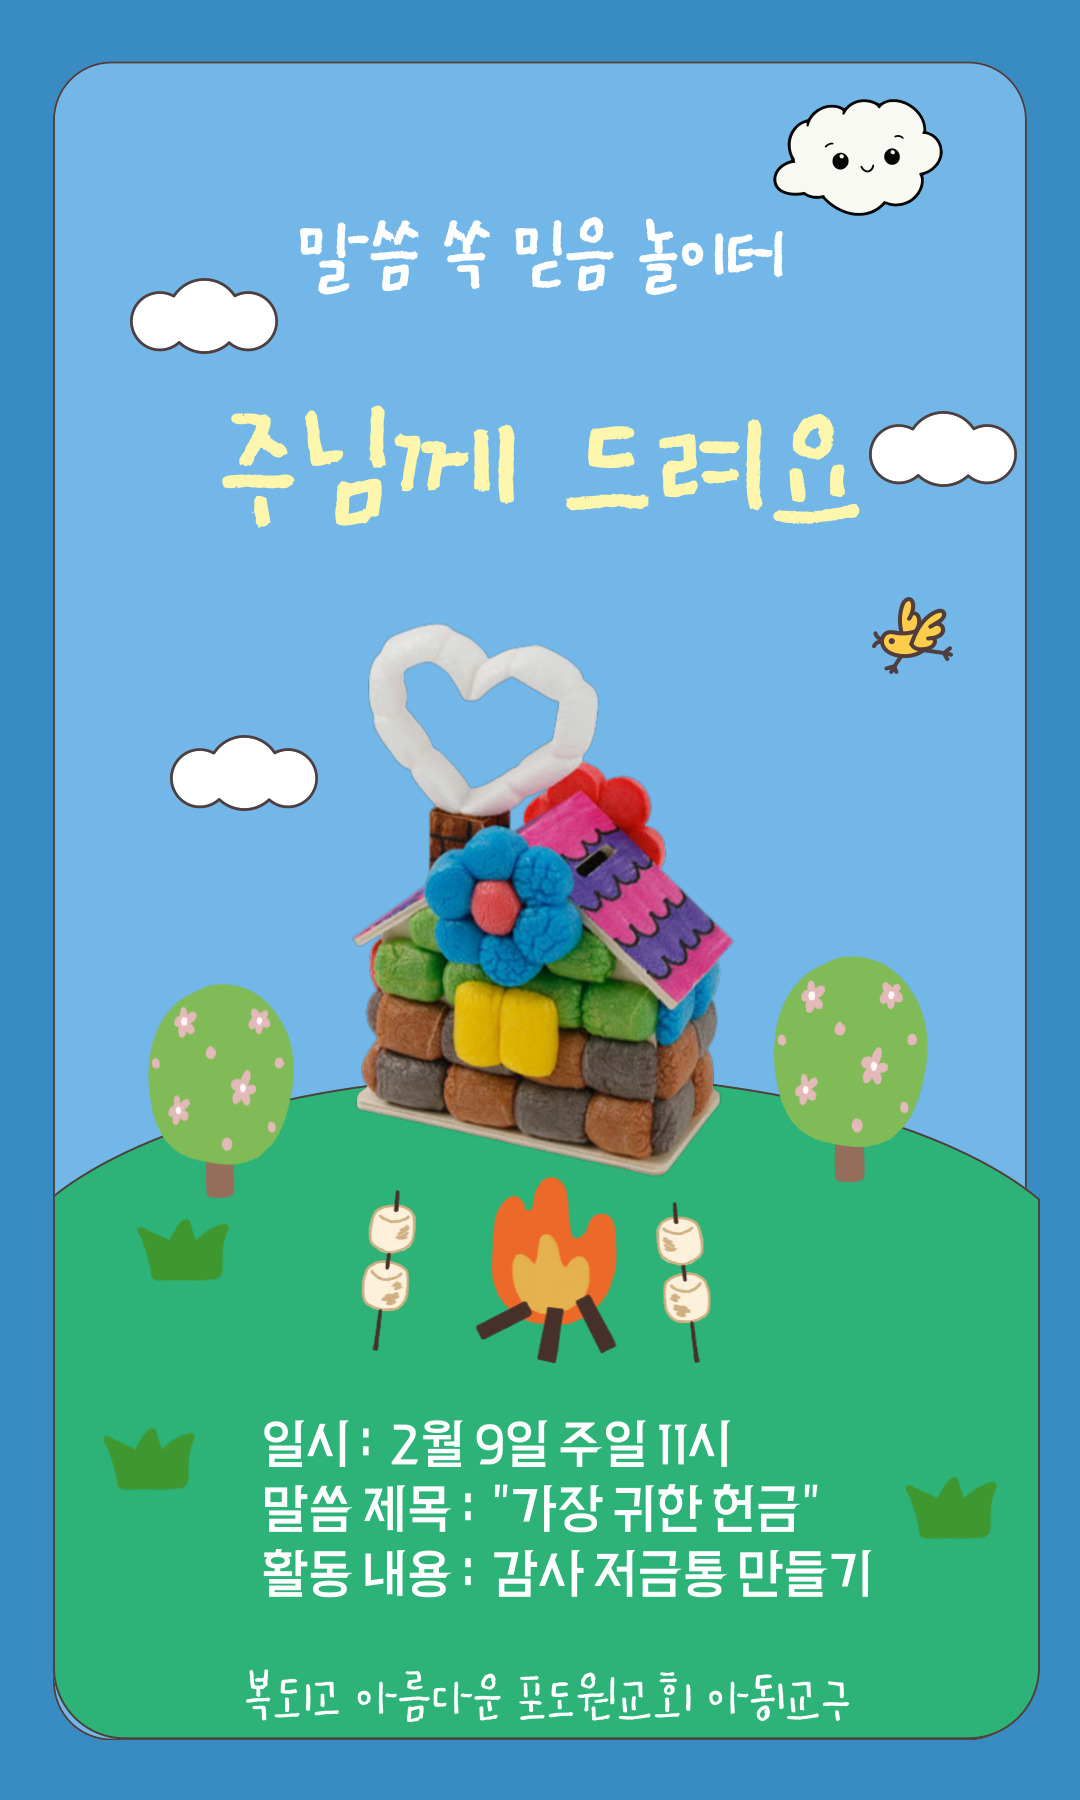 말씀 쏙 믿음 놀이터
주님께 드려요
일시 : 2월 9일 주일 11시
말씀 제목 : "가장 귀한 헌금"
활동 내용 : 감사 저금통 만들기
복되고 아름다운 포도원교회 아동교구